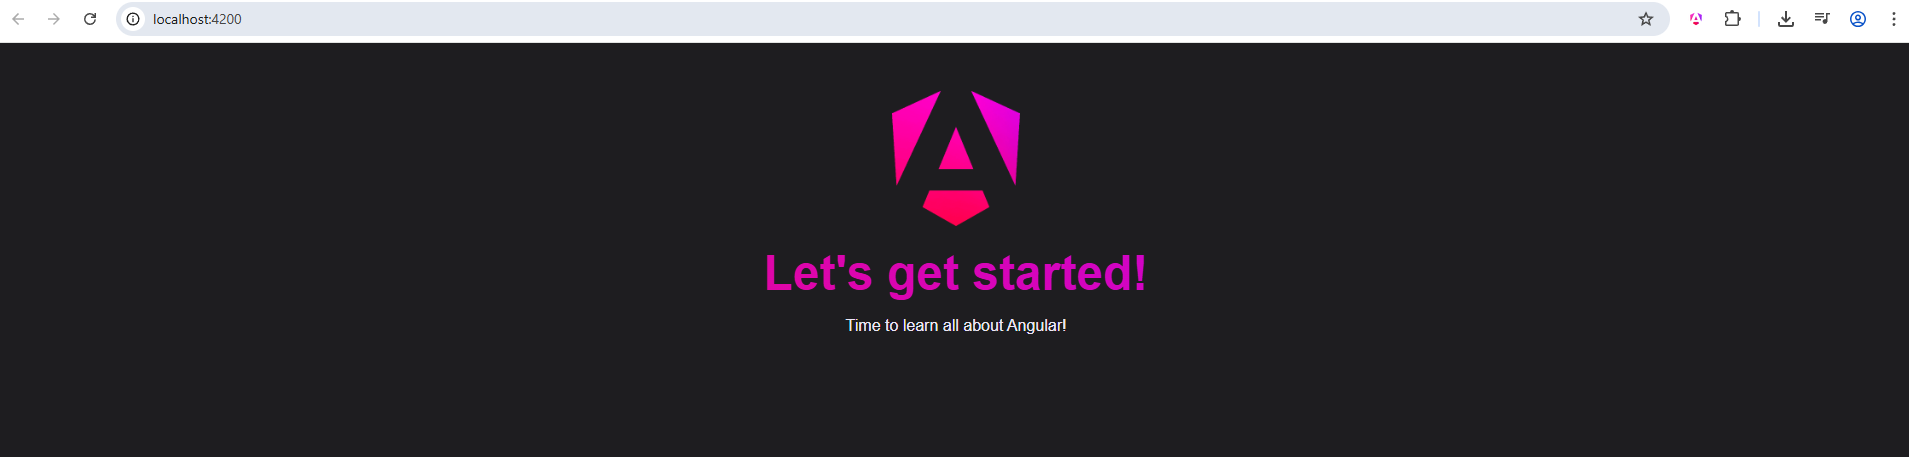 localhost:4200
Let's get started!
Time to learn all about Angular!